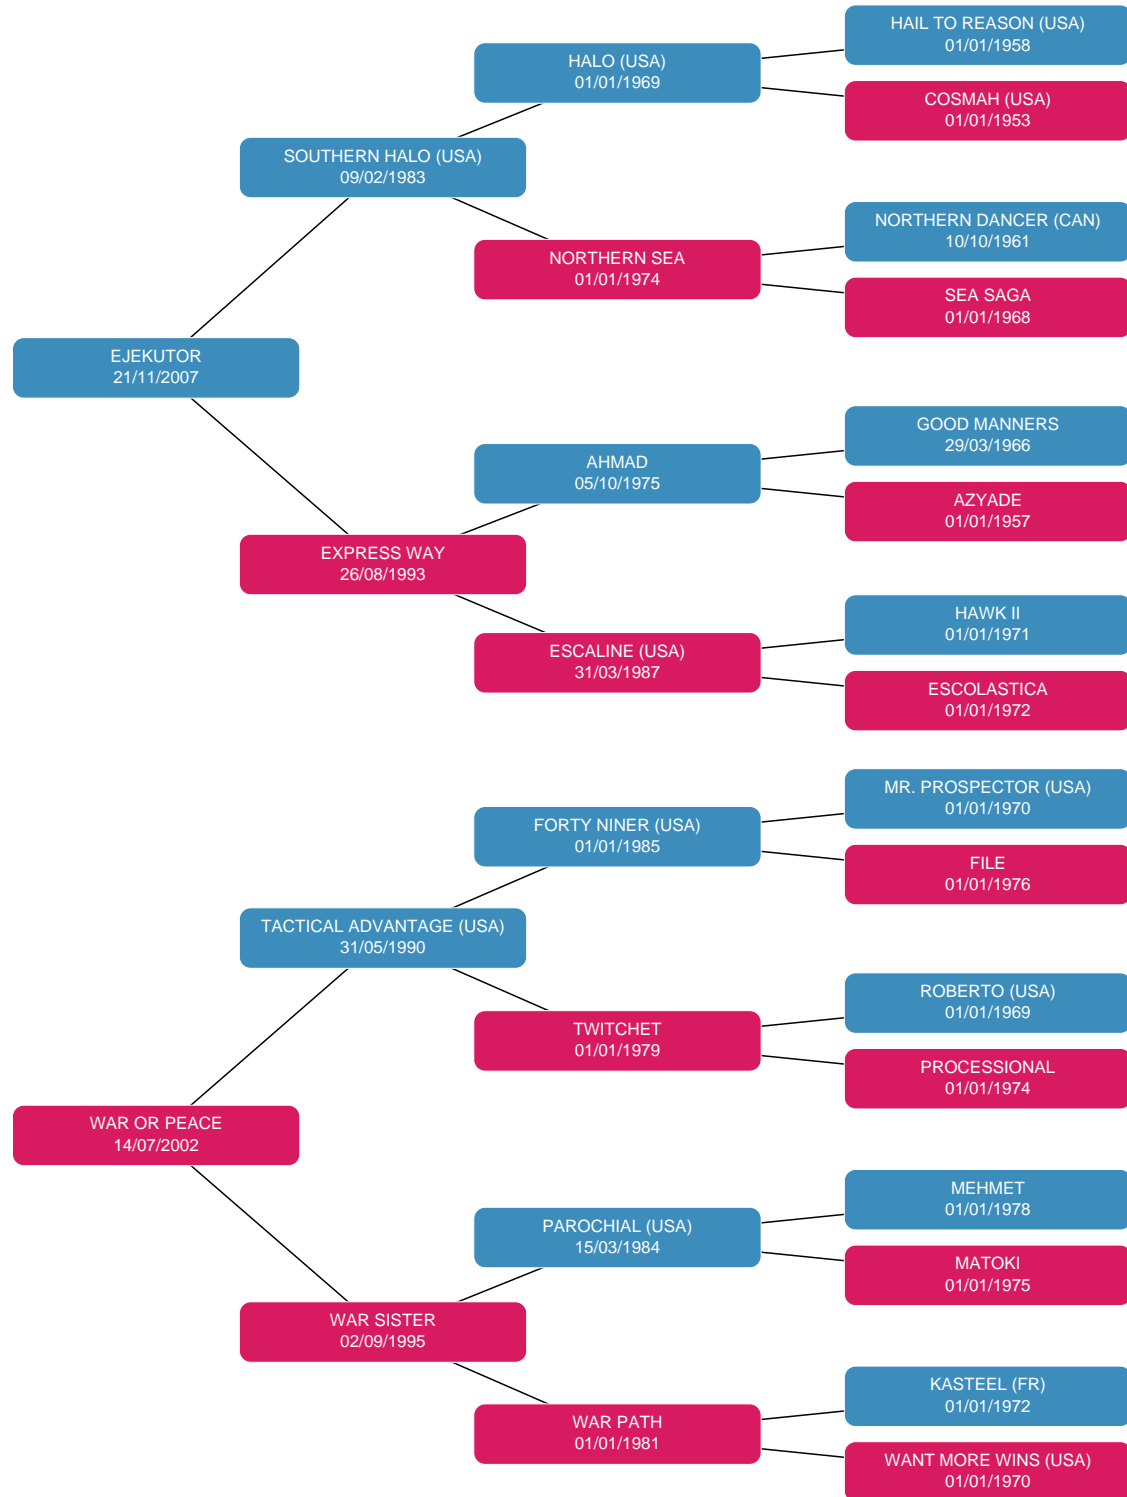 HAIL TO REASON (USA)
01/01/1958
HALO (USA)
01/01/1969
COSMAH (USA)
01/01/1953
SOUTHERN HALO (USA)
09/02/1983
NORTHERN DANCER (CAN)
10/10/1961
NORTHERN SEA
01/01/1974
SEA SAGA
01/01/1968
EJEKUTOR
21/11/2007
GOOD MANNERS
29/03/1966
AHMAD
05/10/1975
AZYADE
01/01/1957
EXPRESS WAY
26/08/1993
HAWK II
01/01/1971
ESCALINE (USA)
31/03/1987
ESCOLASTICA
01/01/1972
MR. PROSPECTOR (USA)
01/01/1970
FORTY NINER (USA)
01/01/1985
FILE
01/01/1976
TACTICAL ADVANTAGE (USA)
31/05/1990
ROBERTO (USA)
01/01/1969
TWITCHET
01/01/1979
PROCESSIONAL
01/01/1974
WAR OR PEACE
14/07/2002
MEHMET
01/01/1978
PAROCHIAL (USA)
15/03/1984
MATOKI
01/01/1975
WAR SISTER
02/09/1995
KASTEEL (FR)
01/01/1972
WAR PATH
01/01/1981
WANT MORE WINS (USA)
01/01/1970